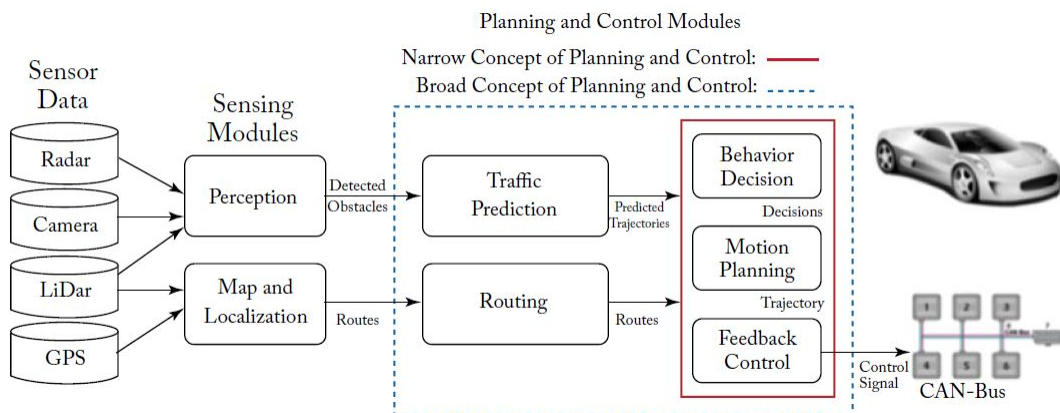 Planning and Control Modules
Narrow Concept of Planning and Control:
Broad Concept of Planning and Control:
Sensor
Data
Radar
Camera
LiDar
GPS
Sensing
Modules
Perception
Map and
Localization
Detected
Obstacles
Routes
Traffic
Prediction
Routing
Predicted
Trajectories
Routes
Behavior
Decision
Decisions
Motion
Planning
Trajectory
Feedback
Control
Control
Signal
1
2
3
4
5
6
CAN-Bus